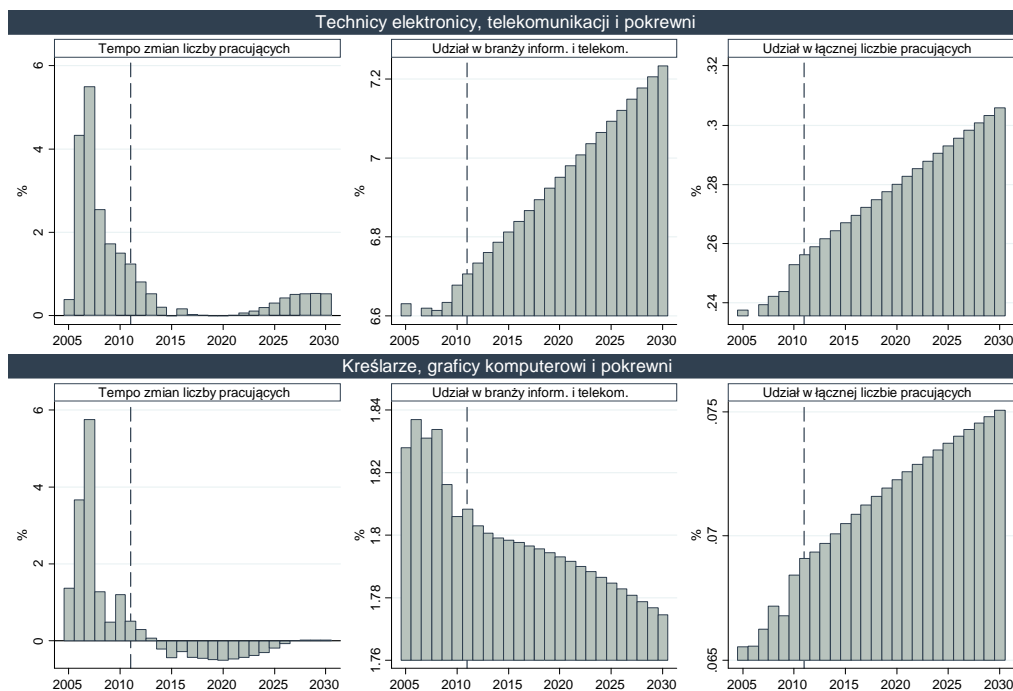 Technicy elektronicy, telekomunikacji i pokrewni
Tempo zmian liczby pracujących
Udział w branży inform. i telekom.
Udział w łącznej liczbie pracujących
6
4
2
0
%
2005 2010 2015 2020 2025 2030
7.2
7
6.8
6.6
%
2005 2010 2015 2020 2025 2030
.32
.3
.28
.26
.24
%
2005 2010 2015 2020 2025 2030
Kreślarze, graficy komputerowi i pokrewni
Tempo zmian liczby pracujących
Udział w branży inform. i telekom.
Udział w łącznej liczbie pracujących
6
4
2
0
%
2005 2010 2015 2020 2025 2030
1.84
1.82
1.8
1.78
1.76
%
2005 2010 2015 2020 2025 2030
.075
.07
.065
%
2005 2010 2015 2020 2025 2030